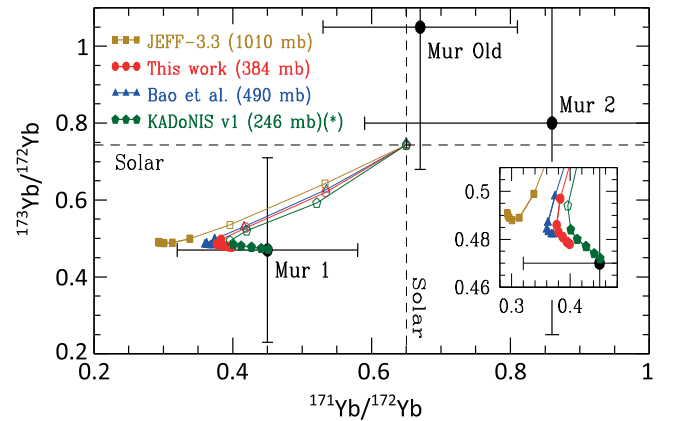 1
0.8
0.6
0.4
0.2
173Yb/172Yb
JEFF-3.3 (1010 mb)
This work (384 mb)
Bao et al. (490 mb)
KADoNIS v1 (246 mb)(*)
Mur Old
Mur 2
Solar
Mur 1
Solar
0.5
0.48
0.46
0.3 0.4
0.2 0.4 0.6 0.8 1
171Yb/172Yb